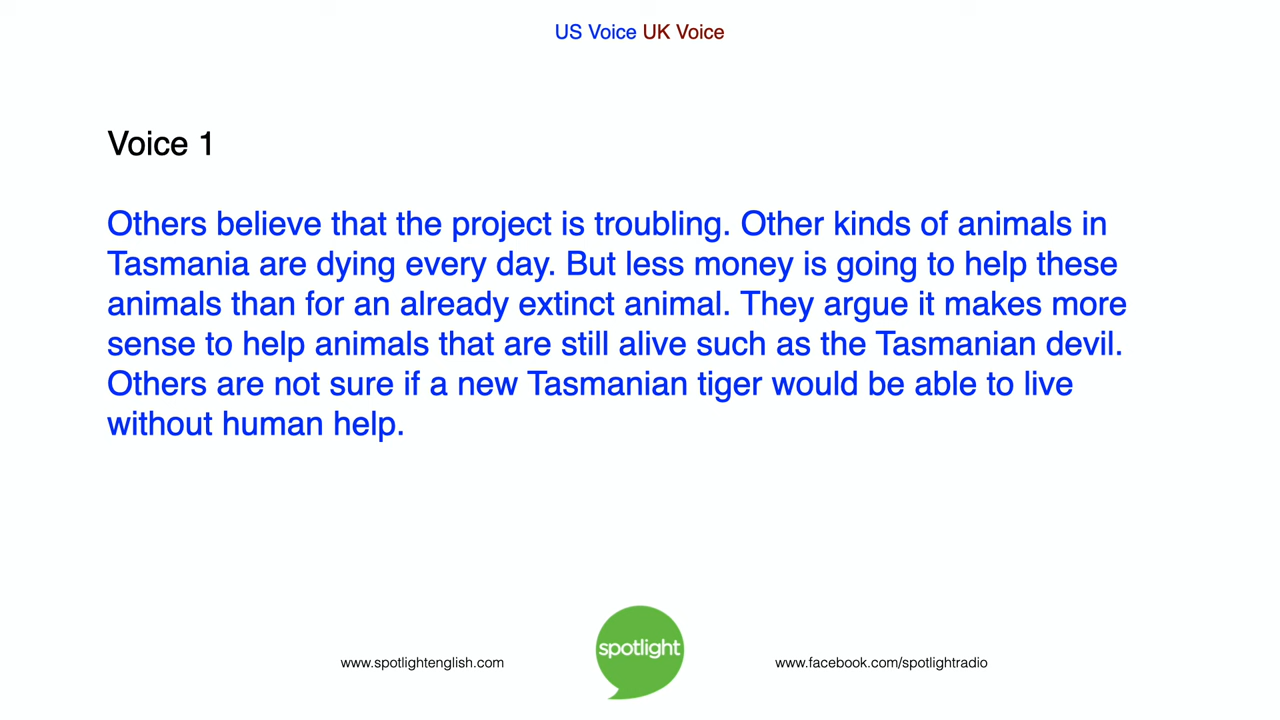 US Voice UK Voice
Voice 1
Others believe that the project is troubling. Other kinds of animals in
Tasmania are dying every day. But less money is going to help these
animals than for an already extinct animal. They argue it makes more
sense to help animals that are still alive such as the Tasmanian devil.
Others are not sure if a new Tasmanian tiger would be able to live
without human help.
www.spotlightenglish.com
spotlight
www.facebook.com/spotlightradio